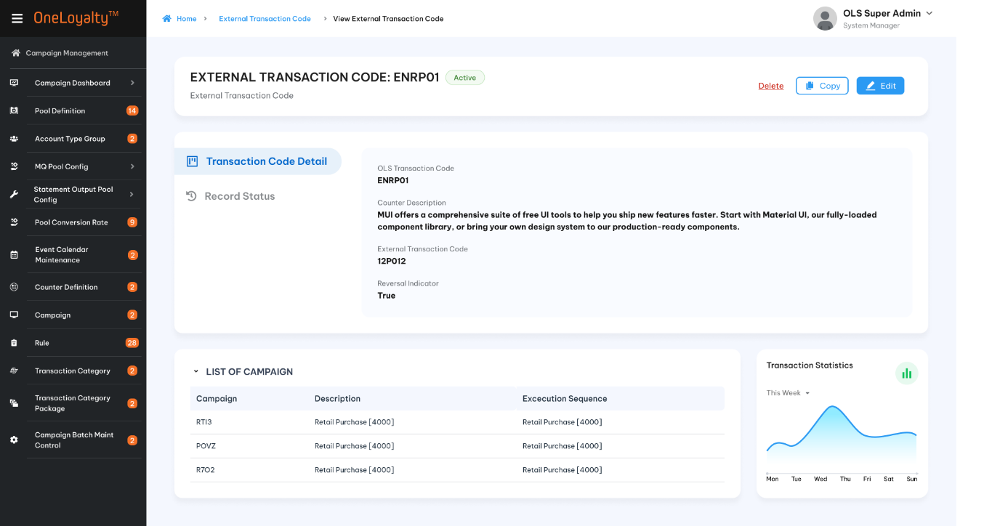 OneLoyalty™
Home > External Transaction Code > View External Transaction Code
OLS Super Admin
System Manager
Campaign Management
Campaign Dashboard
Pool Definition 14
Account Type Group 2
MQ Pool Config
Statement Output Pool
Config
Pool Conversion Rate 9
Event Calendar
Maintenance 2
Counter Definition 2
Campaign 2
Rule 28
Transaction Category 2
Transaction Category
Package 2
Campaign Batch Maint
Control 2
EXTERNAL TRANSACTION CODE: ENRP01 Active
External Transaction Code
Delete Copy Edit
Transaction Code Detail
Record Status
OLS Transaction Code
ENRP01
Counter Description
MUI offers a comprehensive suite of free UI tools to help you ship new features faster. Start with Material UI, our fully-loaded
component library, or bring your own design system to our production-ready components.
External Transaction Code
12P012
Reversal Indicator
True
LIST OF CAMPAIGN
Campaign Description Excecution Sequence
RTI3 Retail Purchase [4000] Retail Purchase [4000]
POVZ Retail Purchase [4000] Retail Purchase [4000]
R7O2 Retail Purchase [4000] Retail Purchase [4000]
Transaction Statistics
This Week
Mon Tue Wed Thu Fri Sat Sun